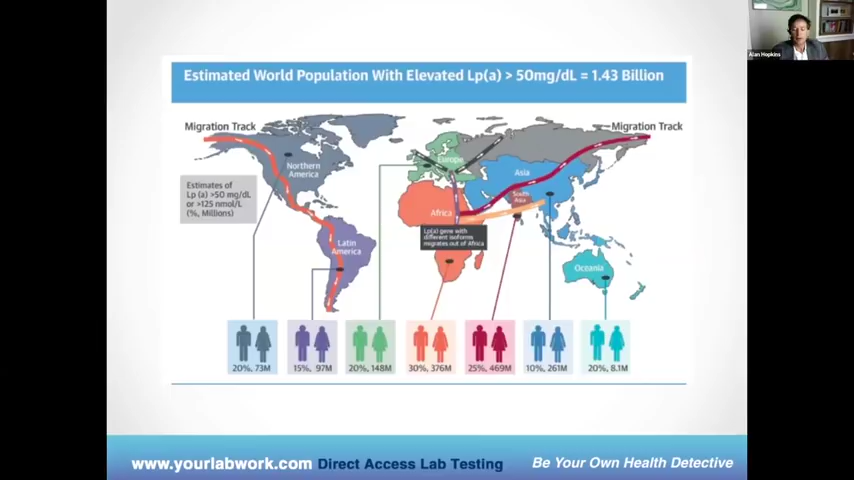 Estimated World Population With Elevated Lp(a) > 50mg/dL = 1.43 Billion
Alan Hopkins
Migration Track
Migration Track
Northern
America
Europe
Asia
South
Asia
Estimates of
Lp (a) >50 mg/dL
or >125 nmol/L
(%, Millions)
Africa
Lp(a) gene with
different isoforms
migrates out of Africa
Latin
America
Oceania
20%, 73M
15%, 97M
20%, 148M
30%, 376M
25%, 469M
10%, 261M
20%, 8.1M
www.yourlabwork.com Direct Access Lab Testing
Be Your Own Health Detective